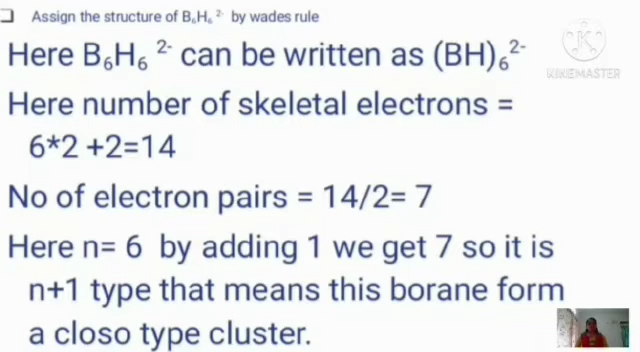 ❑ Assign the structure of B₆H₆ ²⁻ by wades rule
Here B₆H₆ ²⁻ can be written as (BH)₆²⁻
KINEMASTER
Here number of skeletal electrons =
6*2 +2=14
No of electron pairs = 14/2= 7
Here n= 6 by adding 1 we get 7 so it is
n+1 type that means this borane form
a closo type cluster.